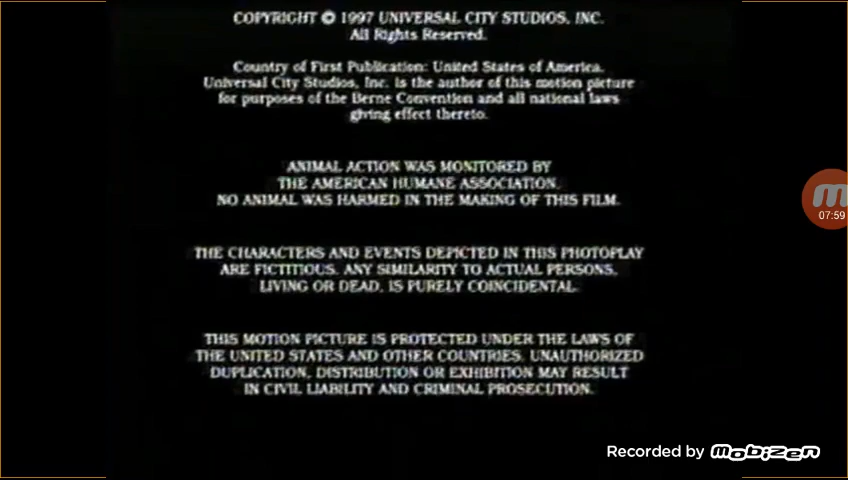 COPYRIGHT © 1997 UNIVERSAL CITY STUDIOS, INC.
All Rights Reserved.
Country of First Publication: United States of America.
Universal City Studios, Inc. is the author of this motion picture
for purposes of the Berne Convention and all national laws
giving effect thereto.
ANIMAL ACTION WAS MONITORED BY
THE AMERICAN HUMANE ASSOCIATION.
NO ANIMAL WAS HARMED IN THE MAKING OF THIS FILM.
THE CHARACTERS AND EVENTS DEPICTED IN THIS PHOTOPLAY
ARE FICTITIOUS. ANY SIMILARITY TO ACTUAL PERSONS,
LIVING OR DEAD, IS PURELY COINCIDENTAL.
THIS MOTION PICTURE IS PROTECTED UNDER THE LAWS OF
THE UNITED STATES AND OTHER COUNTRIES. UNAUTHORIZED
DUPLICATION, DISTRIBUTION OR EXHIBITION MAY RESULT
IN CIVIL LIABILITY AND CRIMINAL PROSECUTION.
07:59
Recorded by Mobizen